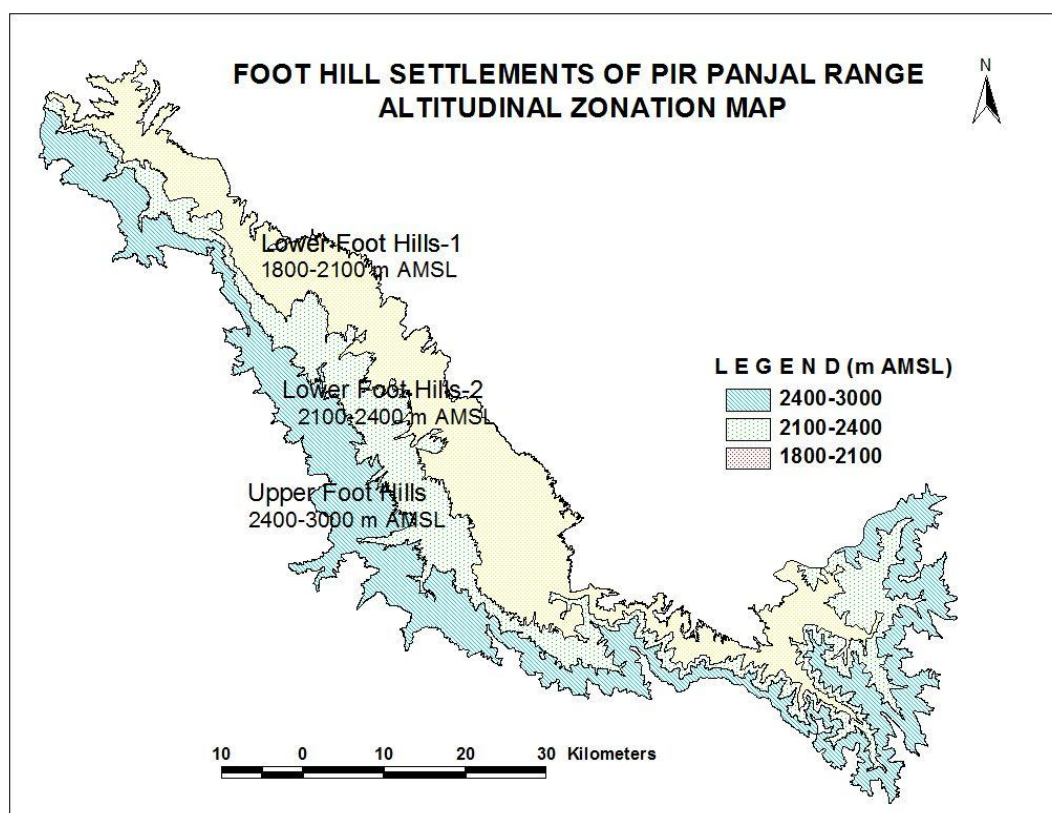 FOOT HILL SETTLEMENTS OF PIR PANJAL RANGE
ALTITUDINAL ZONATION MAP
N
Lower Foot Hills-1
1800-2100 m AMSL
Lower Foot Hills-2
2100-2400 m AMSL
Upper Foot Hills
2400-3000 m AMSL
L E G E N D (m AMSL)
2400-3000
2100-2400
1800-2100
10 0 10 20 30 Kilometers